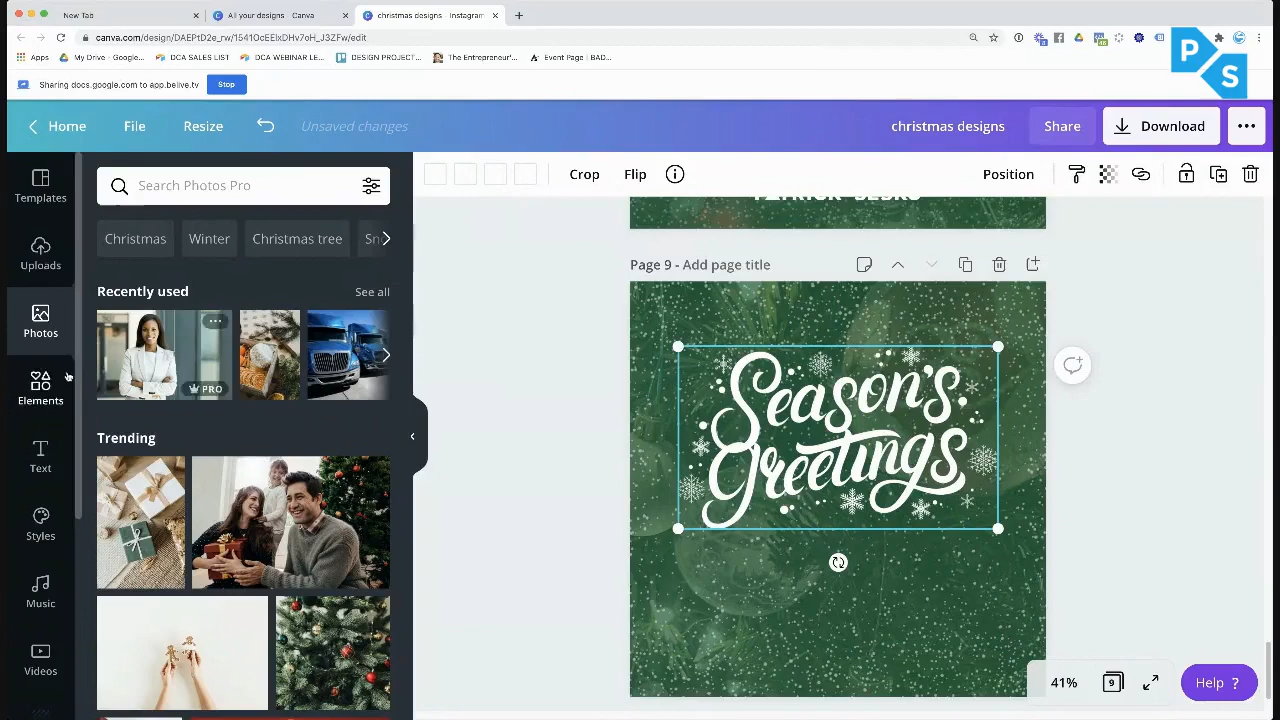 New Tab
All your designs - Canva
christmas designs - Instagram
canva.com/design/DAEPtD2e_rw/1541OcEElxDHv7oH_J3ZFw/edit
Apps
My Drive - Google...
DCA SALES LIST
DCA WEBINAR LE...
DESIGN PROJECT...
The Entrepreneur'...
Event Page | BAD...
P
S
Sharing docs.google.com to app.belive.tv
Stop
Home
File
Resize
Unsaved changes
christmas designs
Share
Download
Templates
Uploads
Photos
Elements
Text
Styles
Music
Videos
Search Photos Pro
Christmas
Winter
Christmas tree
Sn
Recently used
See all
PRO
Trending
Crop
Flip
Position
Page 9 - Add page title
Season's
Greetings
41%
9
Help ?